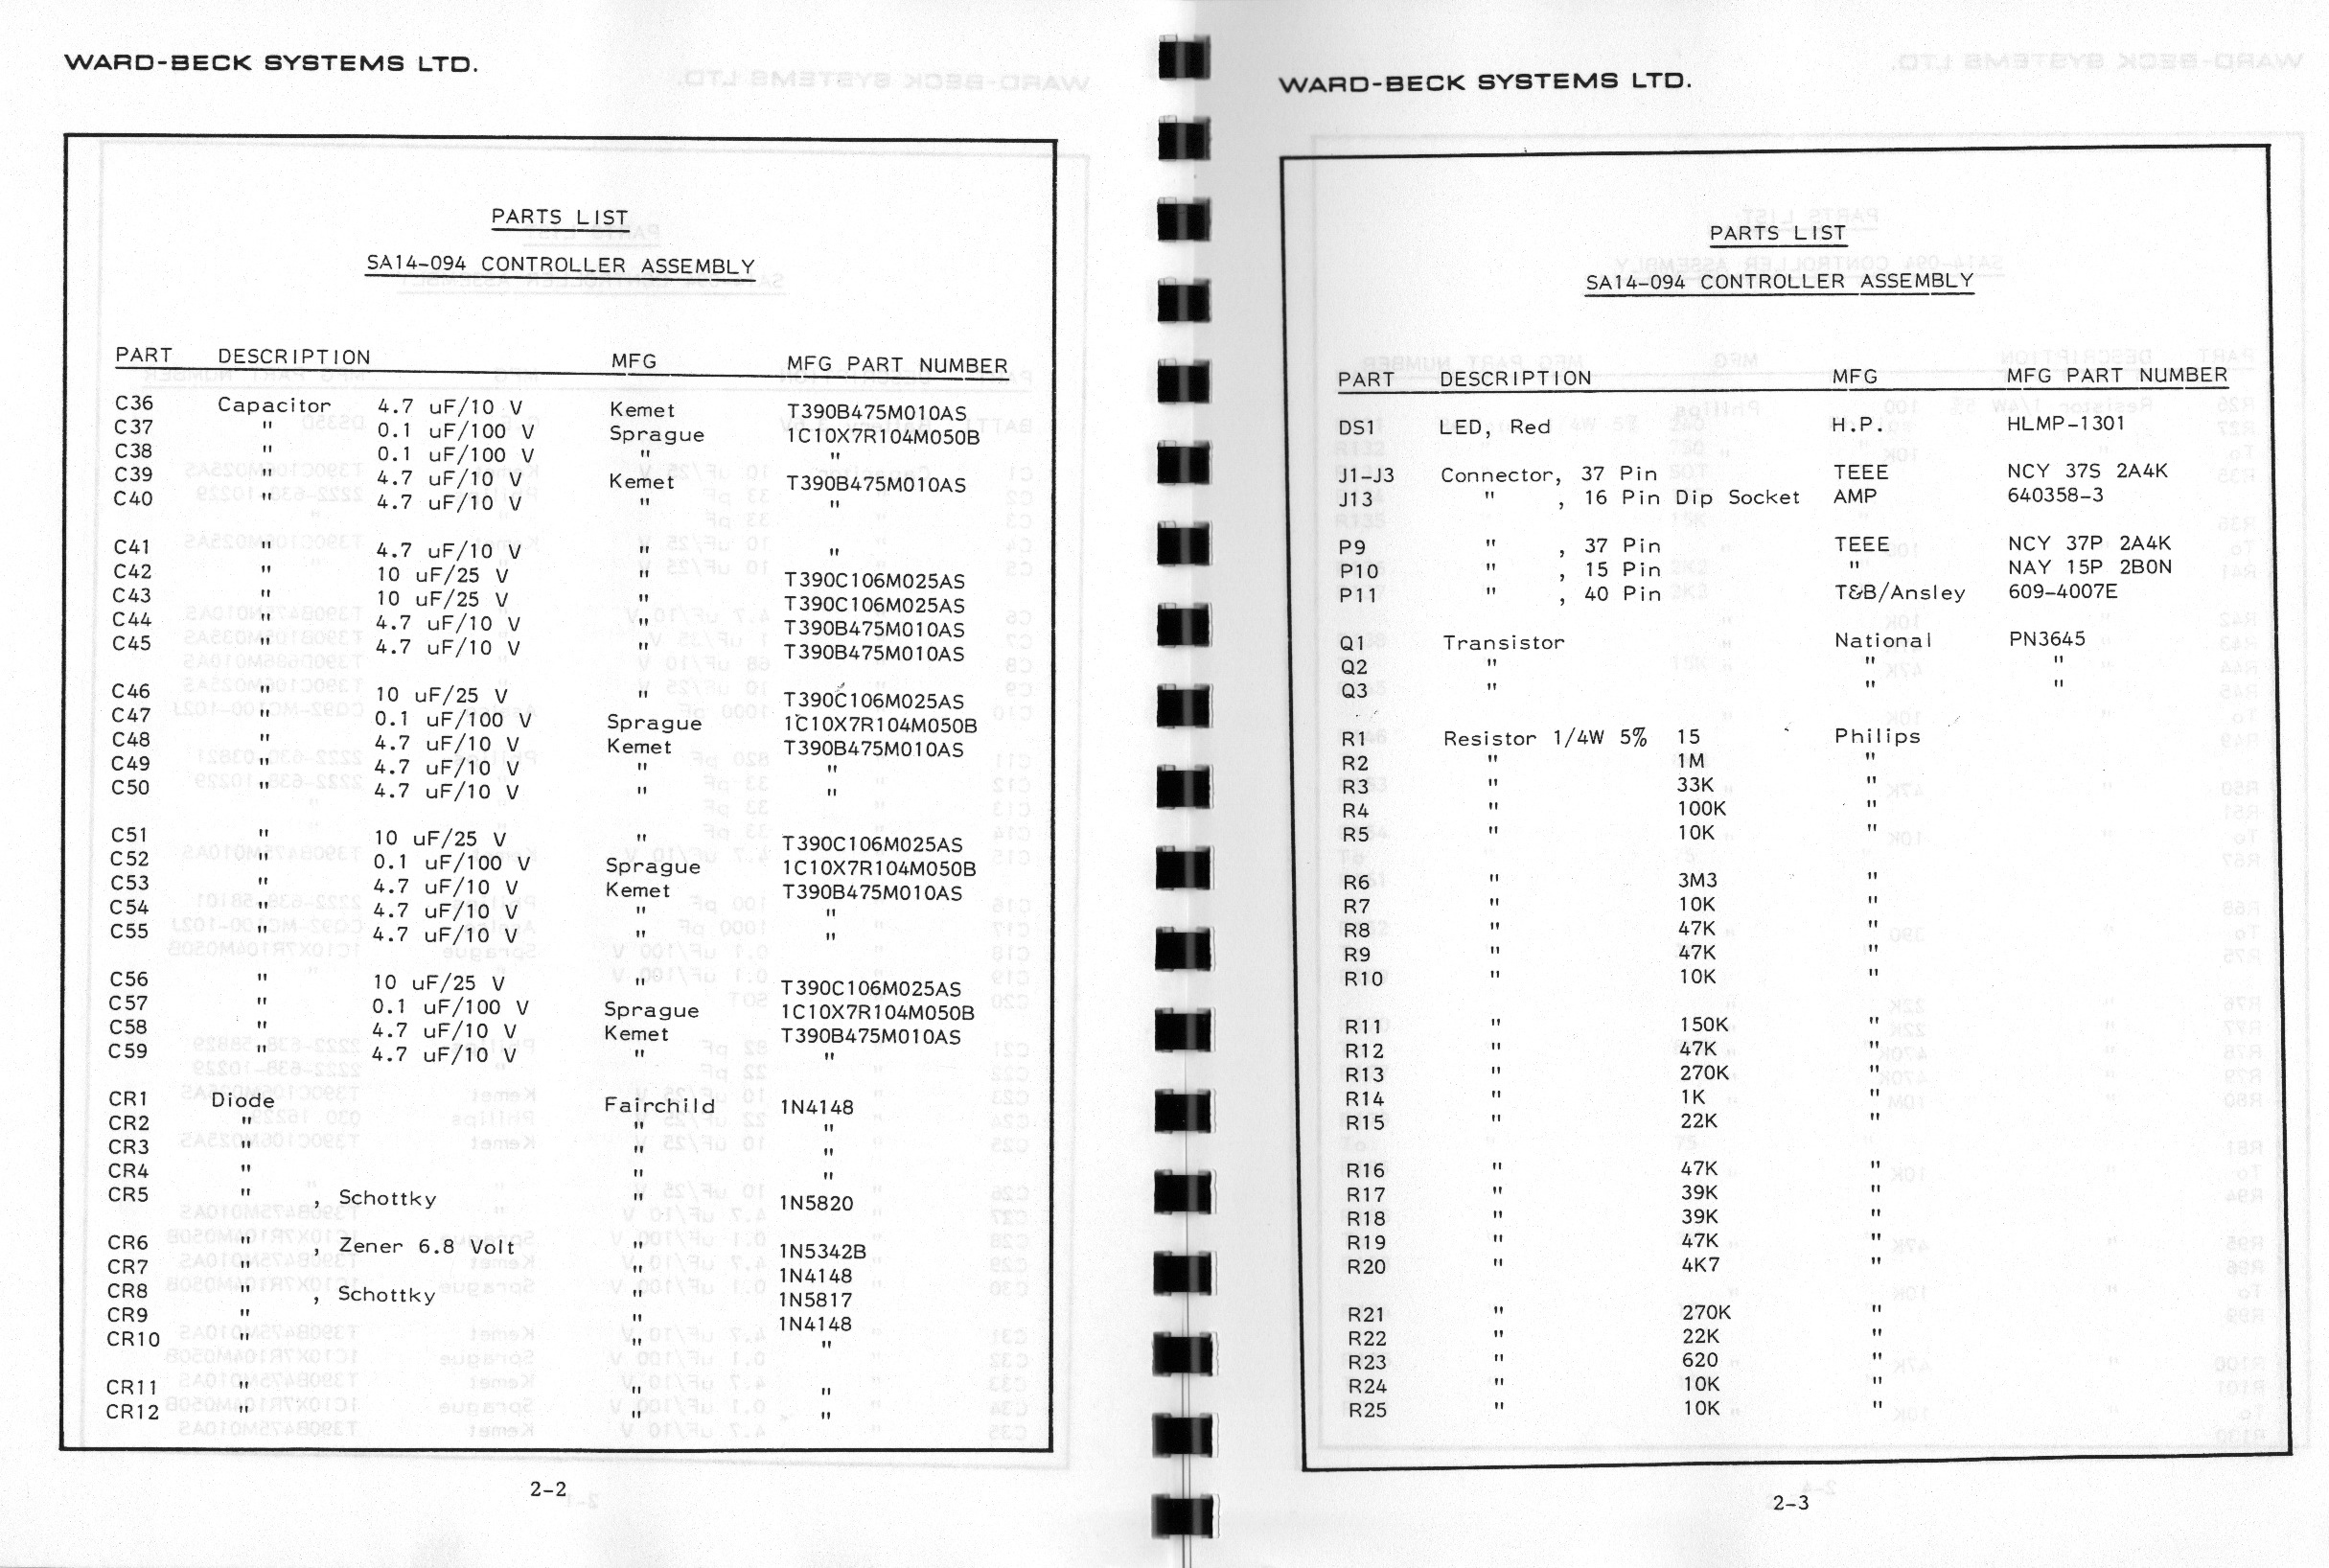 WARD-BECK SYSTEMS LTD.
PARTS LIST
SA14-094 CONTROLLER ASSEMBLY
PART DESCRIPTION MFG MFG PART NUMBER
C36 Capacitor 4.7 uF/10 V Kemet T390B475M010AS
C37 " 0.1 uF/100 V Sprague 1C10X7R104M050B
C38 " 0.1 uF/100 V " "
C39 " 4.7 uF/10 V Kemet T390B475M010AS
C40 " 4.7 uF/10 V " "
C41 " 4.7 uF/10 V " "
C42 " 10 uF/25 V " T390C106M025AS
C43 " 10 uF/25 V " T390C106M025AS
C44 " 4.7 uF/10 V " T390B475M010AS
C45 " 4.7 uF/10 V " T390B475M010AS
C46 " 10 uF/25 V " T390C106M025AS
C47 " 0.1 uF/100 V Sprague 1C10X7R104M050B
C48 " 4.7 uF/10 V Kemet T390B475M010AS
C49 " 4.7 uF/10 V " "
C50 " 4.7 uF/10 V " "
C51 " 10 uF/25 V " T390C106M025AS
C52 " 0.1 uF/100 V Sprague 1C10X7R104M050B
C53 " 4.7 uF/10 V Kemet T390B475M010AS
C54 " 4.7 uF/10 V " "
C55 " 4.7 uF/10 V " "
C56 " 10 uF/25 V " T390C106M025AS
C57 " 0.1 uF/100 V Sprague 1C10X7R104M050B
C58 " 4.7 uF/10 V Kemet T390B475M010AS
C59 " 4.7 uF/10 V " "
CR1 Diode Fairchild 1N4148
CR2 " " "
CR3 " " "
CR4 " " "
CR5 " , Schottky " 1N5820
CR6 " , Zener 6.8 Volt " 1N5342B
CR7 " " 1N4148
CR8 " , Schottky " 1N5817
CR9 " " 1N4148
CR10 " " "
CR11 " " "
CR12 " " "
2-2
WARD-BECK SYSTEMS LTD.
PARTS LIST
SA14-094 CONTROLLER ASSEMBLY
PART DESCRIPTION MFG MFG PART NUMBER
DS1 LED, Red H.P. HLMP-1301
J1-J3 Connector, 37 Pin TEEE NCY 37S 2A4K
J13 " , 16 Pin Dip Socket AMP 640358-3
P9 " , 37 Pin TEEE NCY 37P 2A4K
P10 " , 15 Pin " NAY 15P 2B0N
P11 " , 40 Pin T&B/Ansley 609-4007E
Q1 Transistor National PN3645
Q2 " " "
Q3 " " "
R1 Resistor 1/4W 5% 15 Philips
R2 " 1M "
R3 " 33K "
R4 " 100K "
R5 " 10K "
R6 " 3M3 "
R7 " 10K "
R8 " 47K "
R9 " 47K "
R10 " 10K "
R11 " 150K "
R12 " 47K "
R13 " 270K "
R14 " 1K "
R15 " 22K "
R16 " 47K "
R17 " 39K "
R18 " 39K "
R19 " 47K "
R20 " 4K7 "
R21 " 270K "
R22 " 22K "
R23 " 620 "
R24 " 10K "
R25 " 10K "
2-3